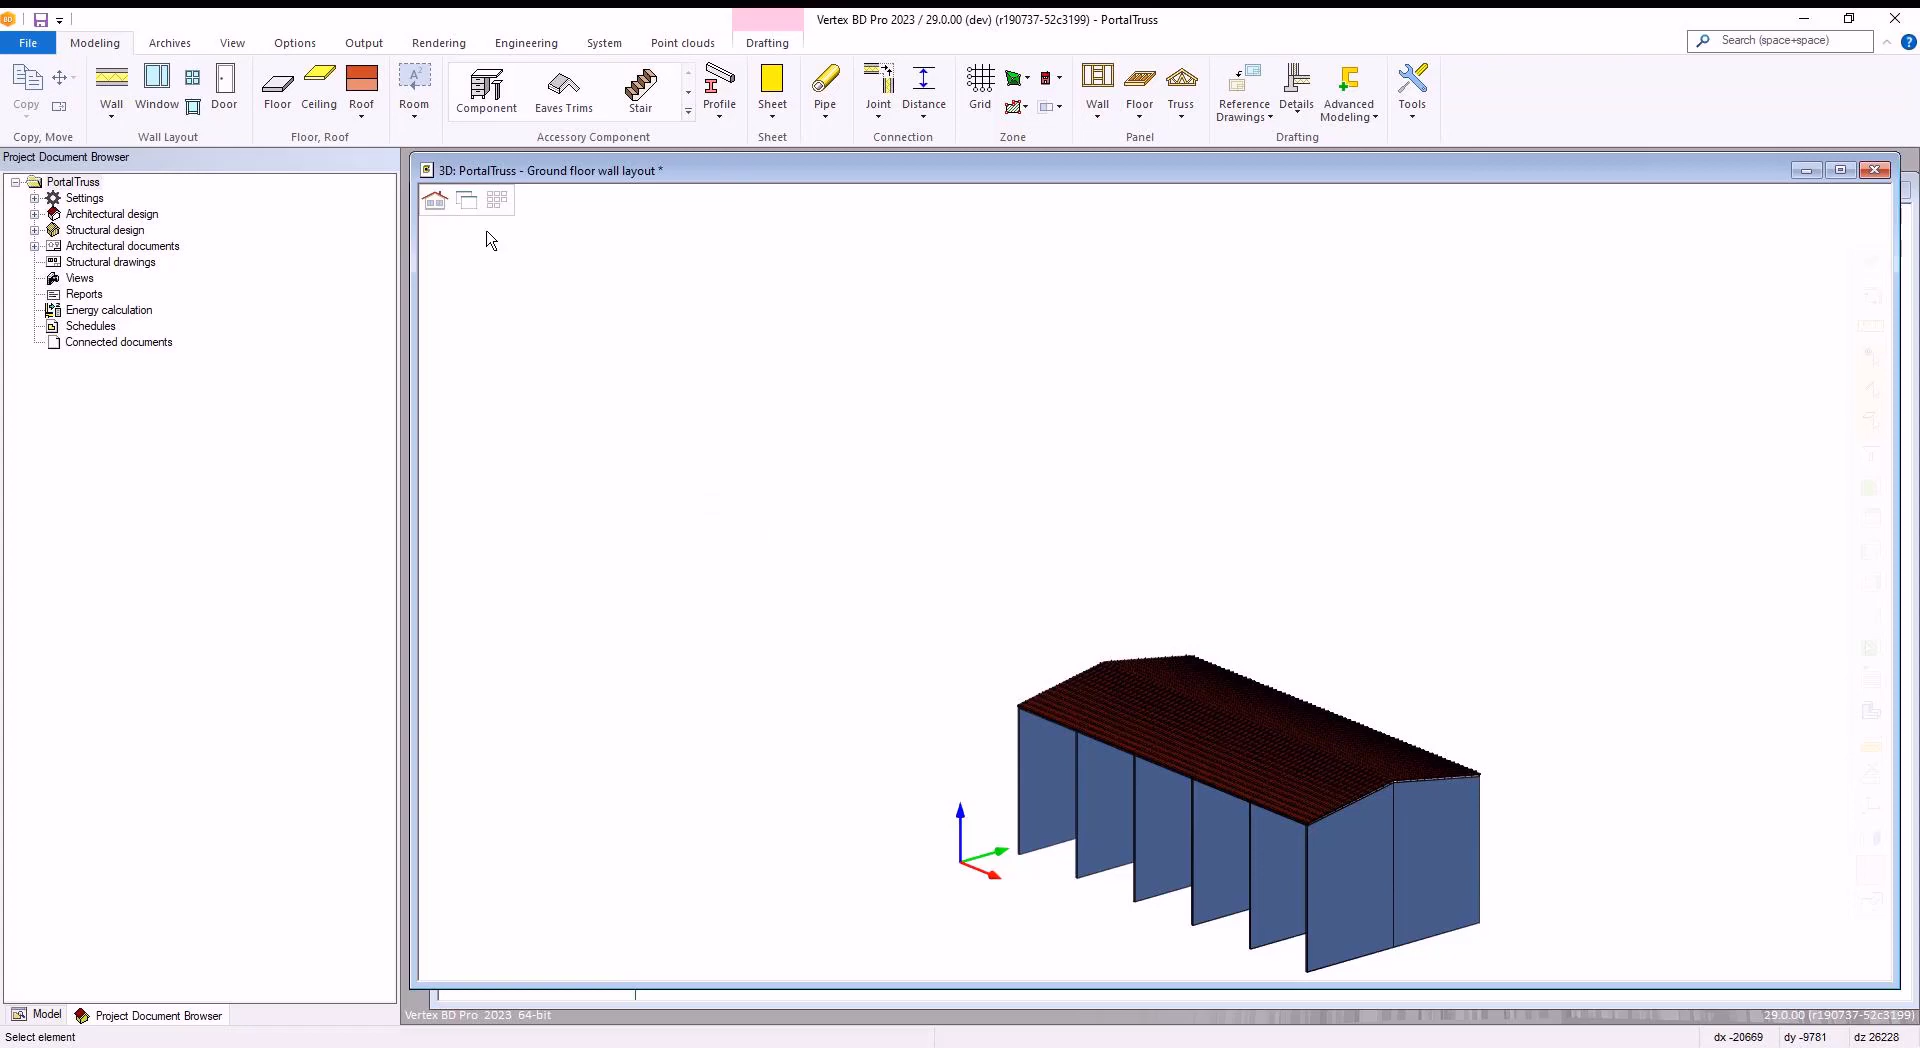 BD
Vertex BD Pro 2023 / 29.0.00 (dev) (r190737-52c3199) - PortalTruss
File Modeling Archives View Options Output Rendering Engineering System Point clouds Drafting
Search (space+space)
Copy Wall Window Door Floor Ceiling Roof Room Component Eaves Trims Stair Profile Sheet Pipe Joint Distance Grid Wall Floor Truss Reference Drawings Details Advanced Modeling Tools
Copy, Move Wall Layout Floor, Roof Accessory Component Sheet Connection Zone Panel Drafting
Project Document Browser
3D: PortalTruss - Ground floor wall layout *
PortalTruss
Settings
Architectural design
Structural design
Architectural documents
Structural drawings
Views
Reports
Energy calculation
Schedules
Connected documents
Model Project Document Browser
Vertex BD Pro 2023 64-bit
29.0.00 (r190737-52c3199)
Select element
dx -20669 dy -9781 dz 26228